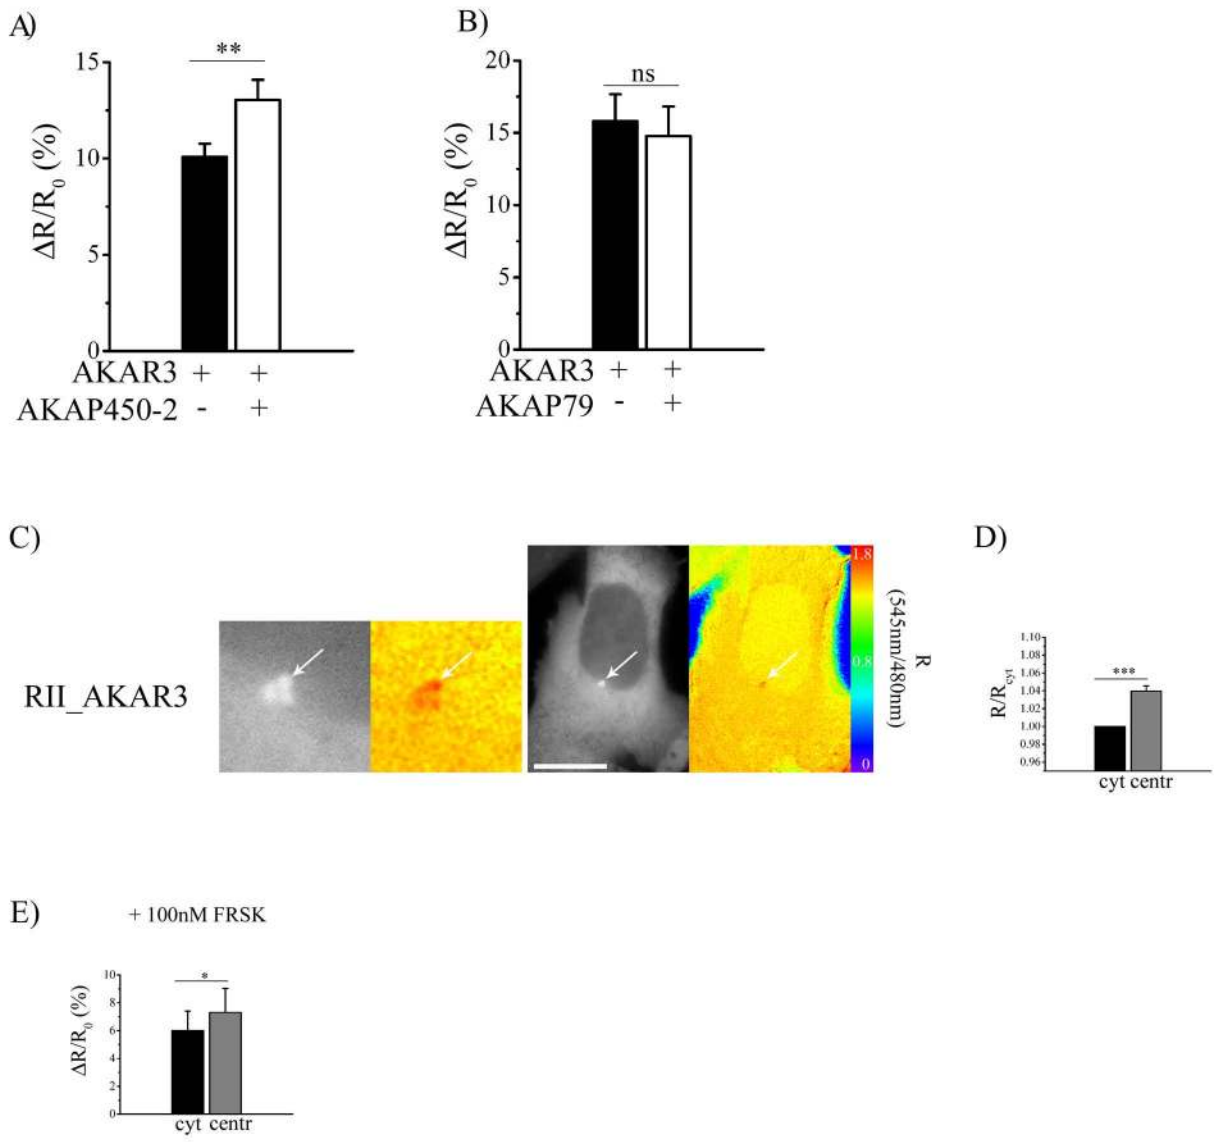 A)
**
15
10
5
0
ΔR/R0 (%)
AKAR3 + +
AKAP450-2 - +
B)
ns
20
15
10
5
0
ΔR/R0 (%)
AKAR3 + +
AKAP79 - +
C)
RII_AKAR3
1.8
0.8
0
R
(545nm/480nm)
D)
***
1.10
1.08
1.06
1.04
1.02
1.00
0.98
0.96
R/Rcyt
cyt centr
E)
+ 100nM FRSK
*
10
8
6
4
2
0
ΔR/R0 (%)
cyt centr